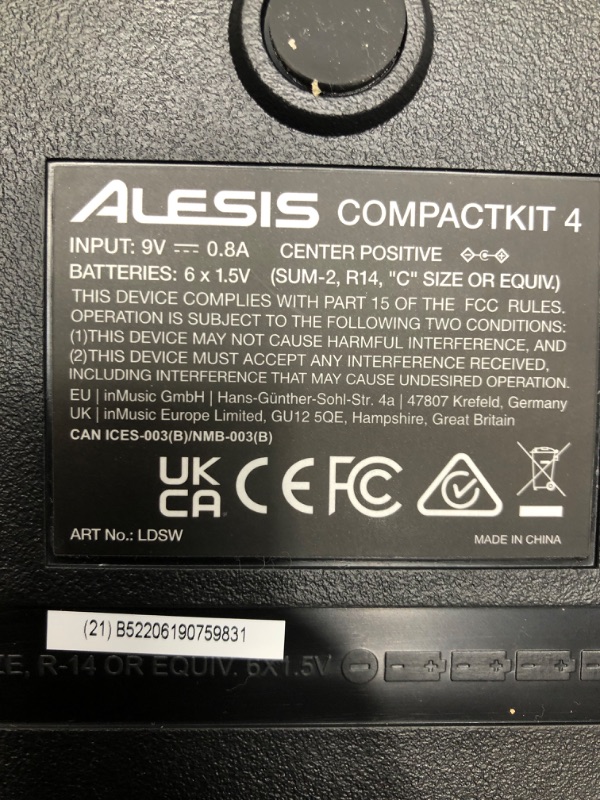 ALESIS COMPACTKIT 4
INPUT: 9V 0.8A CENTER POSITIVE
BATTERIES: 6 x 1.5V (SUM-2, R14, "C" SIZE OR EQUIV.)
THIS DEVICE COMPLIES WITH PART 15 OF THE FCC RULES.
OPERATION IS SUBJECT TO THE FOLLOWING TWO CONDITIONS:
(1)THIS DEVICE MAY NOT CAUSE HARMFUL INTERFERENCE, AND
(2)THIS DEVICE MUST ACCEPT ANY INTERFERENCE RECEIVED,
INCLUDING INTERFERENCE THAT MAY CAUSE UNDESIRED OPERATION.
EU | inMusic GmbH | Hans-Günther-Sohl-Str. 4a | 47807 Krefeld, Germany
UK | inMusic Europe Limited, GU12 5QE, Hampshire, Great Britain
CAN ICES-003(B)/NMB-003(B)
UK
CA CE FC
ART No.: LDSW MADE IN CHINA
(21) B52206190759831
R-14 OR EQUIV. 6X1.5V